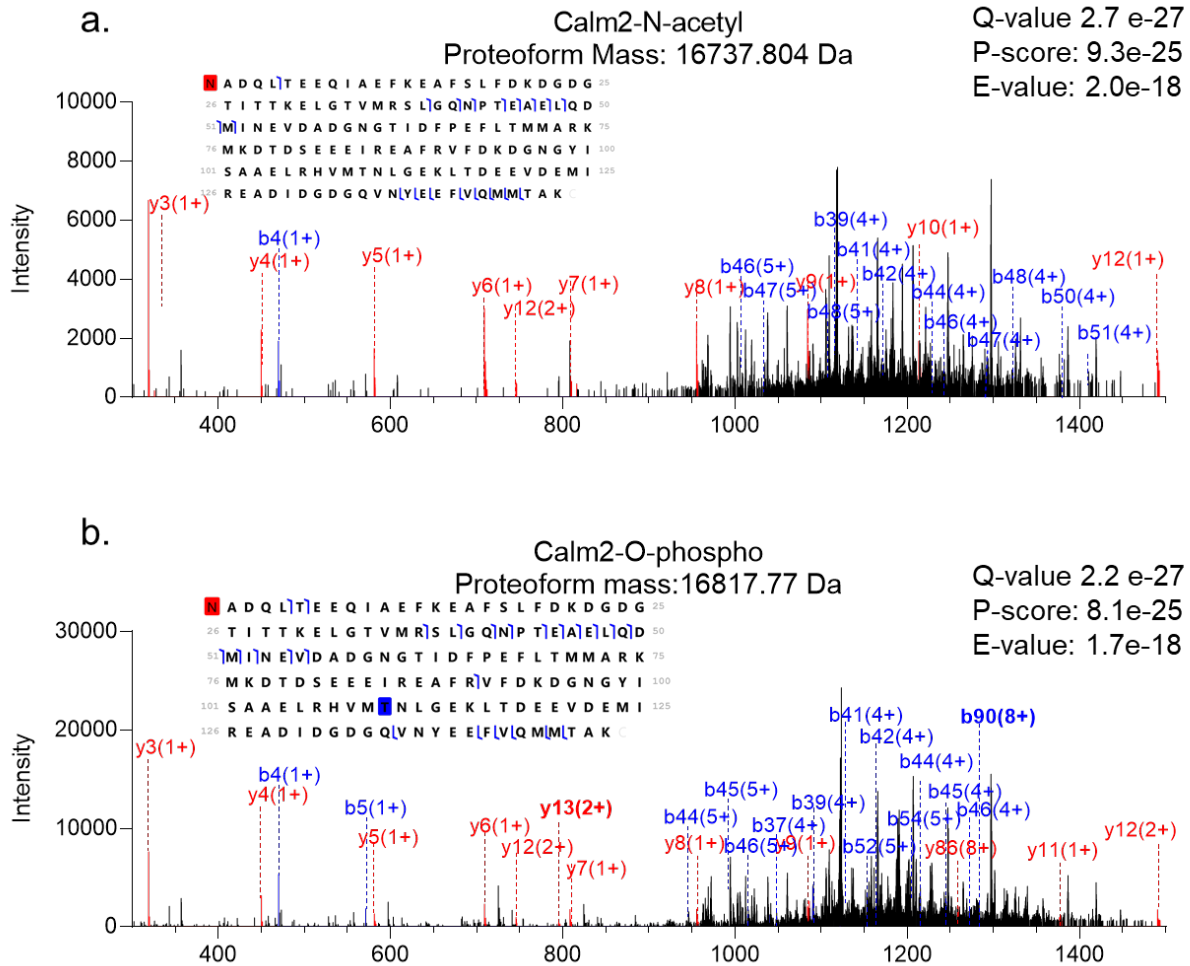 a.
Calm2-N-acetyl
Proteoform Mass: 16737.804 Da
Q-value 2.7 e-27
P-score: 9.3e-25
E-value: 2.0e-18
N A D Q L T E E Q I A E F K E A F S L F D K D G D G 25
26 T I T T K E L G T V M R S L G Q N P T E A E L Q D
51 M I N E V D A D G N G T I D F P E F L T M M A R K 75
76 M K D T D S E E E I R E A F R V F D K D G N G Y I 100
101 S A A E L R H V M T N L G E K L T D E E V D E M I 125
126 R E A D I D G D G Q V N Y E E F V Q M M T A K C
Intensity
10000
8000
6000
4000
2000
0
y3(1+)
b4(1+)
y4(1+)
y5(1+)
y6(1+)
y12(2+)
y7(1+)
y8(1+)
b46(5+)
b47(5+)
y9(1+)
b48(5+)
b39(4+)
b41(4+)
b42(4+)
y10(1+)
b44(4+)
b46(4+)
b47(4+)
b48(4+)
b50(4+)
b51(4+)
y12(1+)
400 600 800 1000 1200 1400
b.
Calm2-O-phospho
Proteoform mass:16817.77 Da
Q-value 2.2 e-27
P-score: 8.1e-25
E-value: 1.7e-18
N A D Q L T E E Q I A E F K E A F S L F D K D G D G 25
26 T I T T K E L G T V M R S L G Q N P T E A E L Q D 50
51 M I N E V D A D G N G T I D F P E F L T M M A R K 75
76 M K D T D S E E E I R E A F R V F D K D G N G Y I 100
101 S A A E L R H V M T N L G E K L T D E E V D E M I 125
126 R E A D I D G D G Q V N Y E E F V Q M M T A K C
Intensity
30000
20000
10000
0
y3(1+)
b4(1+)
y4(1+)
b5(1+)
y5(1+)
y6(1+)
y12(2+)
y13(2+)
y7(1+)
b44(5+)
y8(1+)
b45(5+)
b46(5+)
b37(4+)
y9(1+)
b39(4+)
b41(4+)
b42(4+)
b52(5+)
b44(4+)
b54(5+)
b45(4+)
y86(8+)
b46(4+)
b90(8+)
y11(1+)
y12(2+)
400 600 800 1000 1200 1400